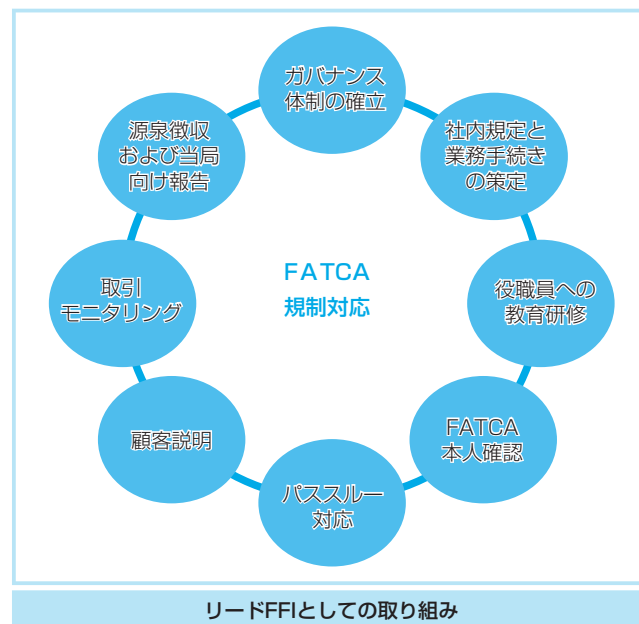 ガバナンス
体制の確立
社内規定と
業務手続き
の策定
役職員への
教育研修
FATCA
本人確認
パススルー
対応
顧客説明
取引
モニタリング
源泉徴収
および当局
向け報告
FATCA
規制対応
リードFFIとしての取り組み